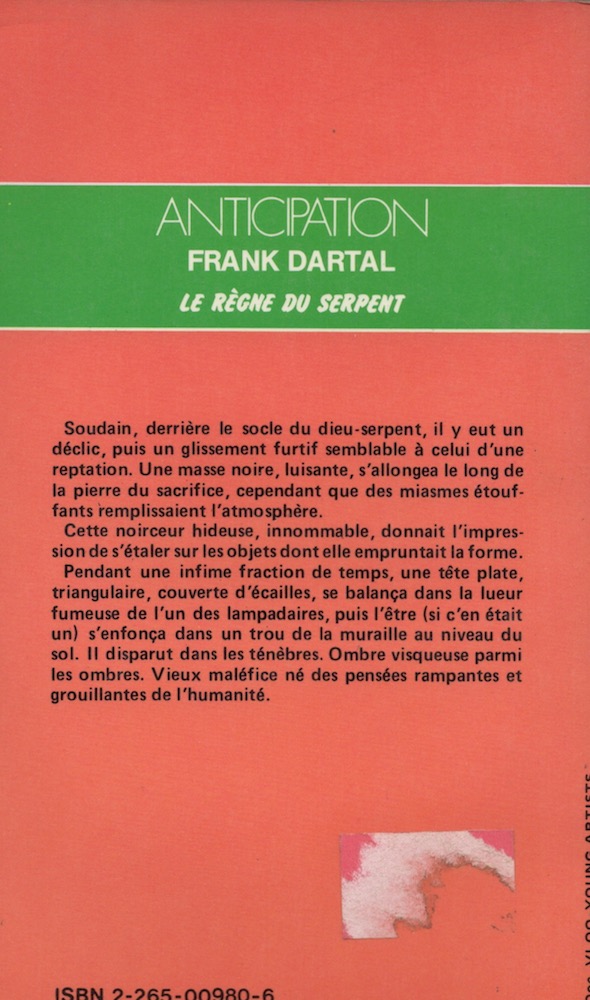 ANTICIPATION
FRANK DARTAL
LE RÈGNE DU SERPENT
Soudain, derrière le socle du dieu-serpent, il y eut un
déclic, puis un glissement furtif semblable à celui d'une
reptation. Une masse noire, luisante, s'allongea le long de
la pierre du sacrifice, cependant que des miasmes étouf-
fants remplissaient l'atmosphère.
Cette noirceur hideuse, innommable, donnait l'impres-
sion de s'étaler sur les objets dont elle empruntait la forme.
Pendant une infime fraction de temps, une tête plate,
triangulaire, couverte d'écailles, se balança dans la lueur
fumeuse de l'un des lampadaires, puis l'être (si c'en était
un) s'enfonça dans un trou de la muraille au niveau du
sol. Il disparut dans les ténèbres. Ombre visqueuse parmi
les ombres. Vieux maléfice né des pensées rampantes et
grouillantes de l'humanité.
ISBN 2-265-00980-6
YOUNG ARTISTS